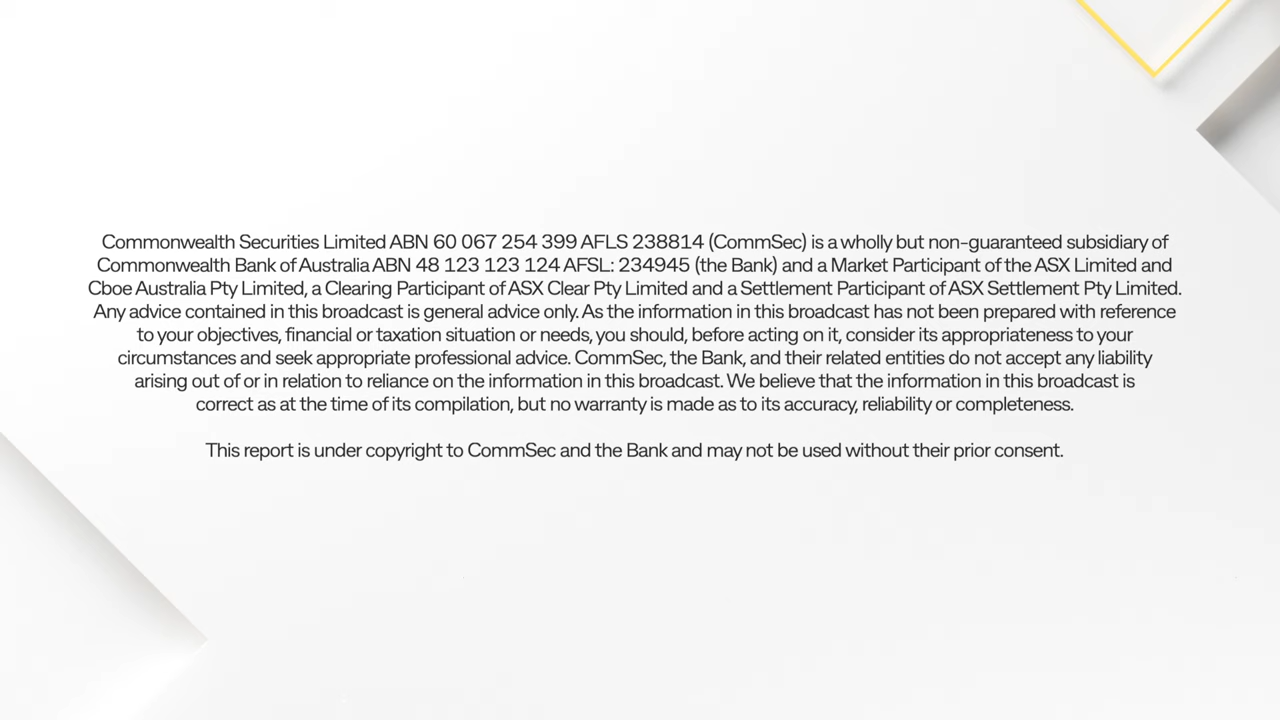 Commonwealth Securities Limited ABN 60 067 254 399 AFLS 238814 (CommSec) is a wholly but non-guaranteed subsidiary of
Commonwealth Bank of Australia ABN 48 123 123 124 AFSL: 234945 (the Bank) and a Market Participant of the ASX Limited and
Cboe Australia Pty Limited, a Clearing Participant of ASX Clear Pty Limited and a Settlement Participant of ASX Settlement Pty Limited.
Any advice contained in this broadcast is general advice only. As the information in this broadcast has not been prepared with reference
to your objectives, financial or taxation situation or needs, you should, before acting on it, consider its appropriateness to your
circumstances and seek appropriate professional advice. CommSec, the Bank, and their related entities do not accept any liability
arising out of or in relation to reliance on the information in this broadcast. We believe that the information in this broadcast is
correct as at the time of its compilation, but no warranty is made as to its accuracy, reliability or completeness.
This report is under copyright to CommSec and the Bank and may not be used without their prior consent.